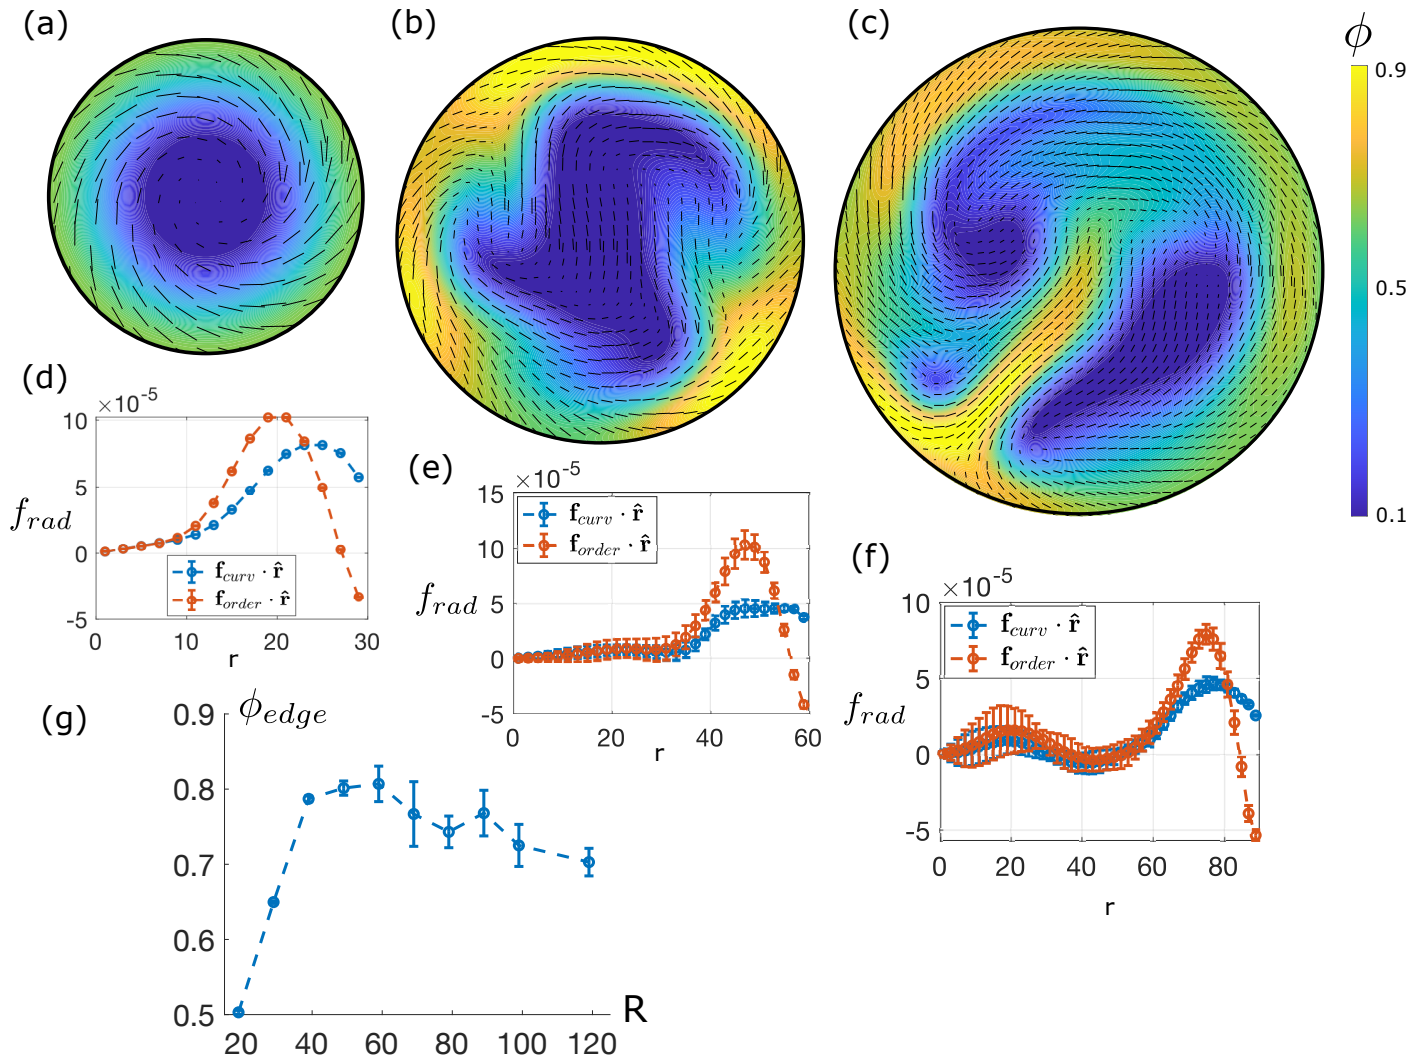 (a)
(b)
(c)
ϕ
0.9
0.5
0.1
(d)
×10⁻⁵
10
5
0
-5
f_rad
f_curv · r̂
f_order · r̂
0 10 20 30
r
(e)
×10⁻⁵
15
10
5
0
-5
f_rad
f_curv · r̂
f_order · r̂
0 20 40 60
r
(f)
×10⁻⁵
10
5
0
-5
f_rad
f_curv · r̂
f_order · r̂
0 20 40 60 80
r
(g)
ϕ_edge
0.9
0.8
0.7
0.6
0.5
20 40 60 80 100 120
R